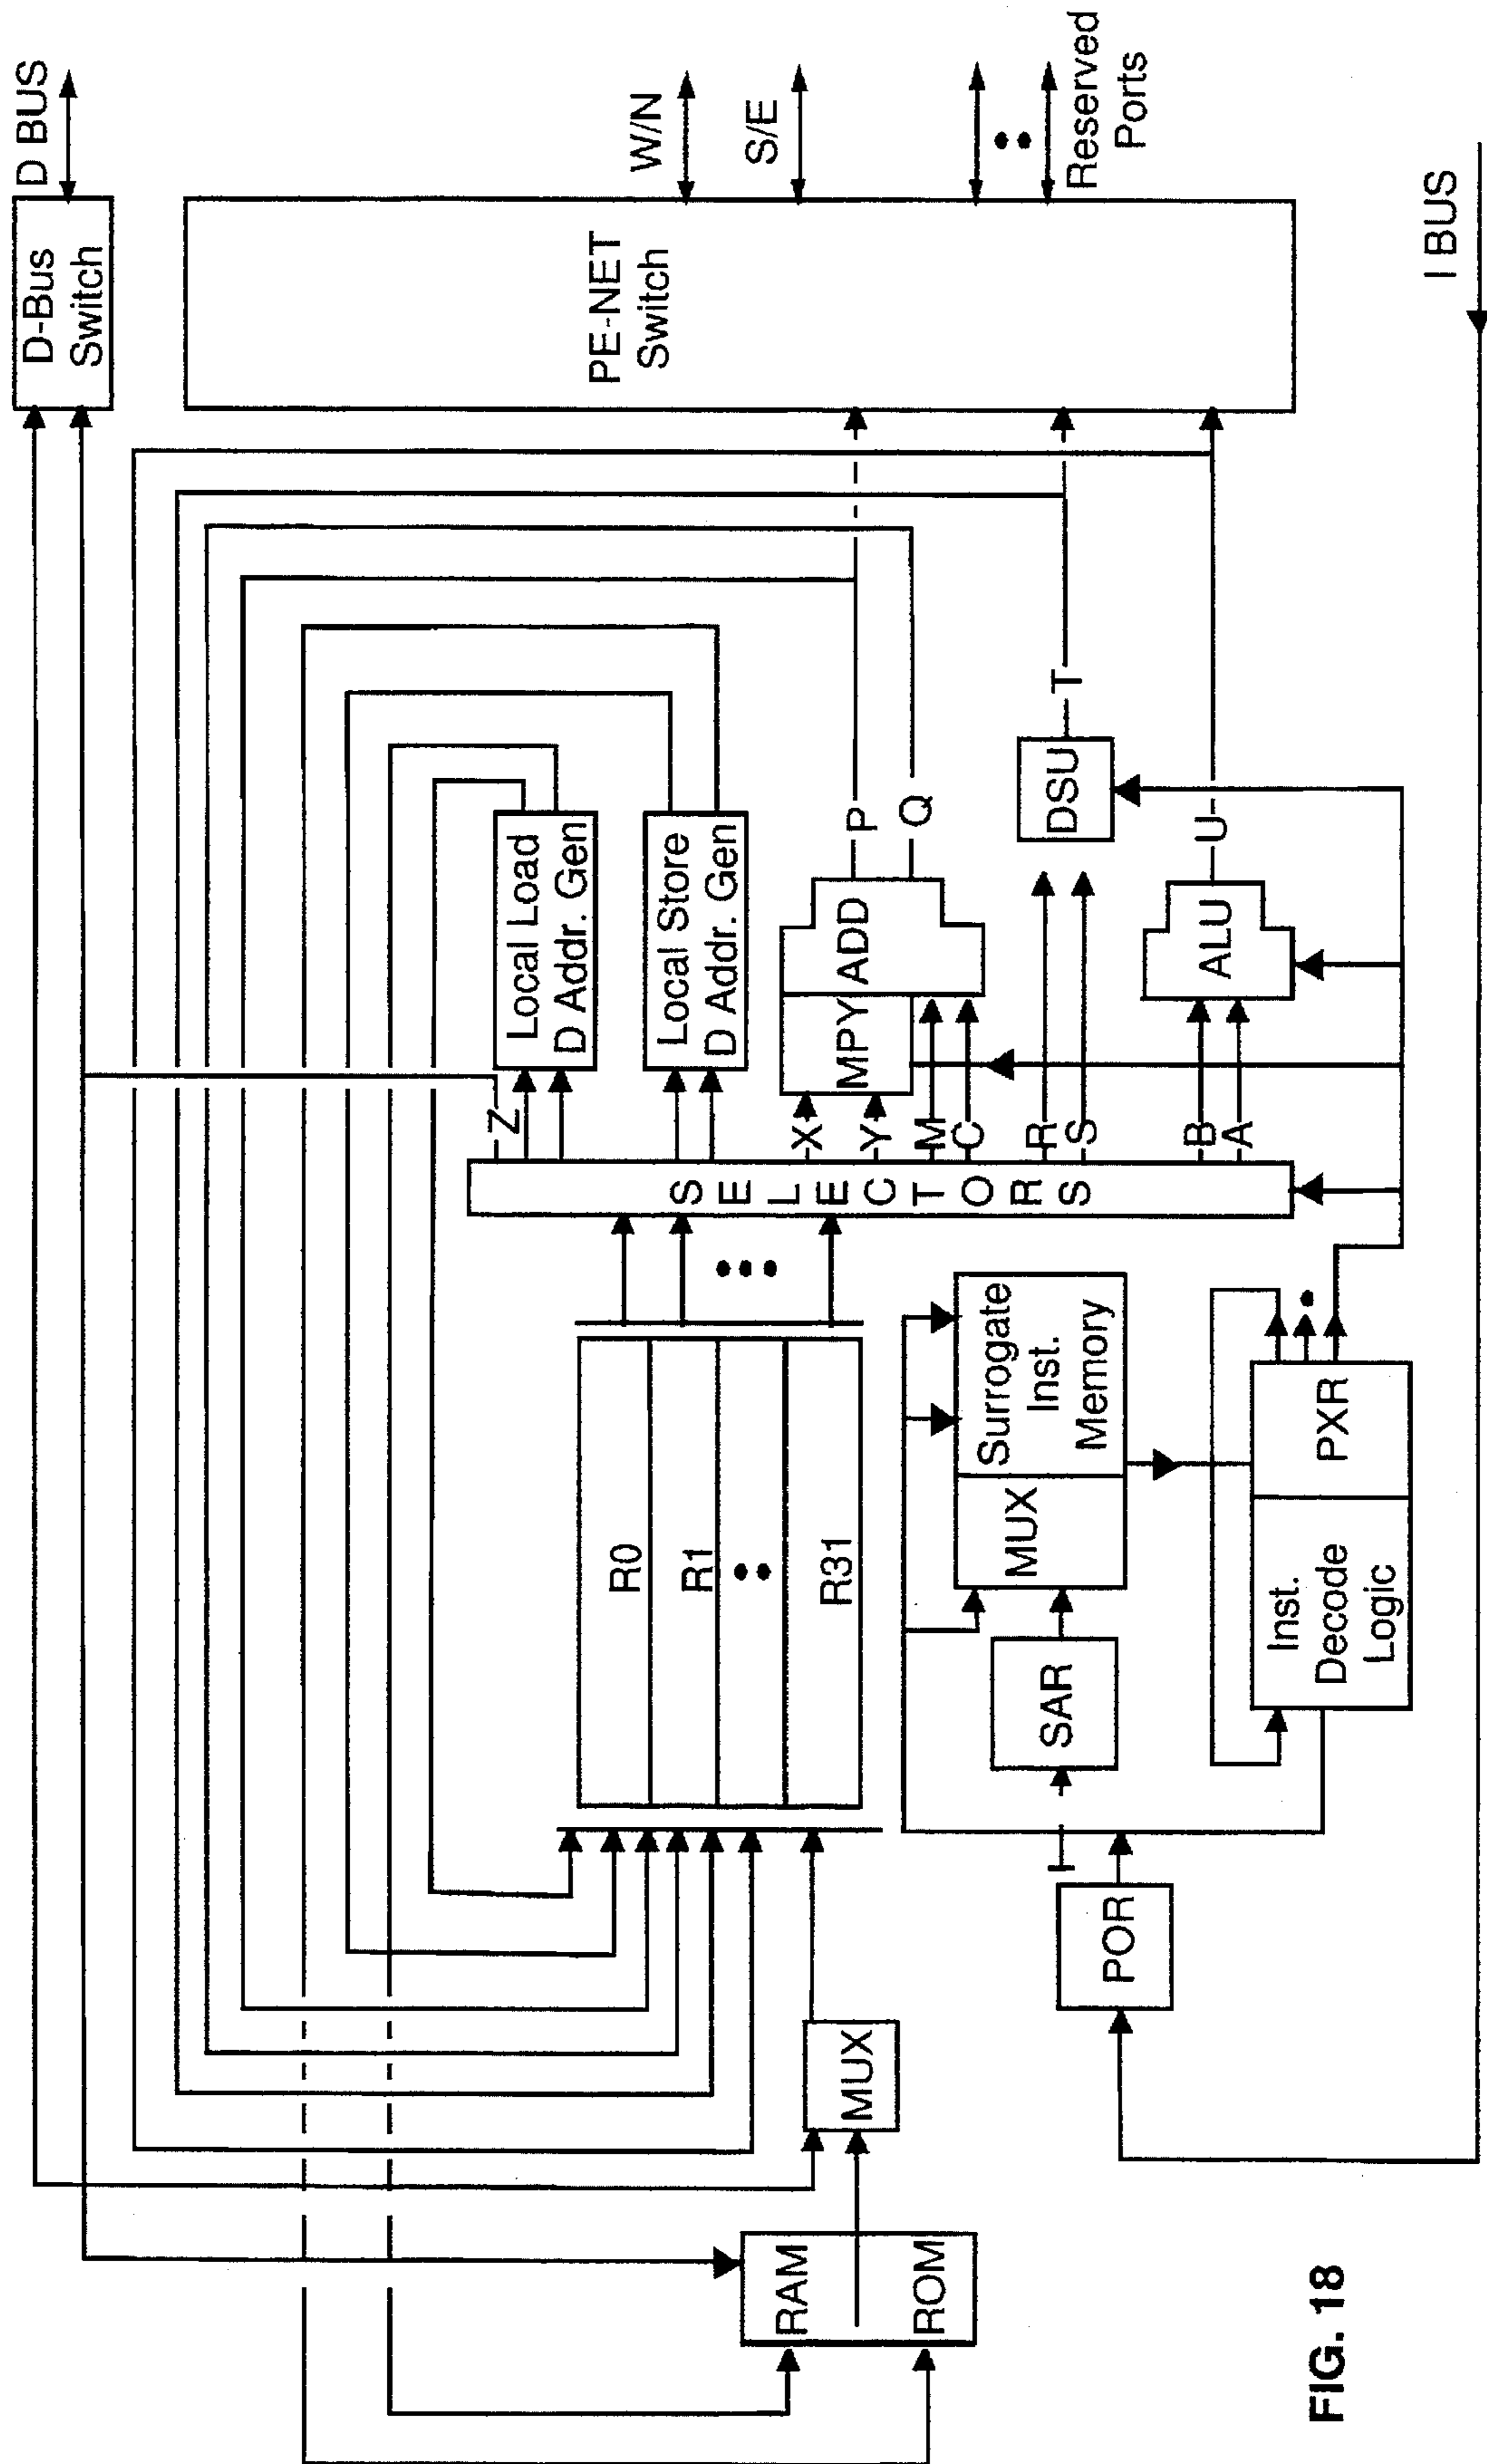 D BUS
D-Bus
Switch
W/N
S/E
Reserved
Ports
PE-NET
Switch
I BUS
Local Load
D Addr. Gen
Local Store
D Addr. Gen
MPY
ADD
P
Q
DSU
T
ALU
U
Z
X
Y
M
C
R
S
B
A
SELECTORS
R0
R1
R31
Surrogate
Inst.
Memory
MUX
SAR
T
PXR
Inst.
Decode
Logic
POR
MUX
RAM
ROM
FIG. 18